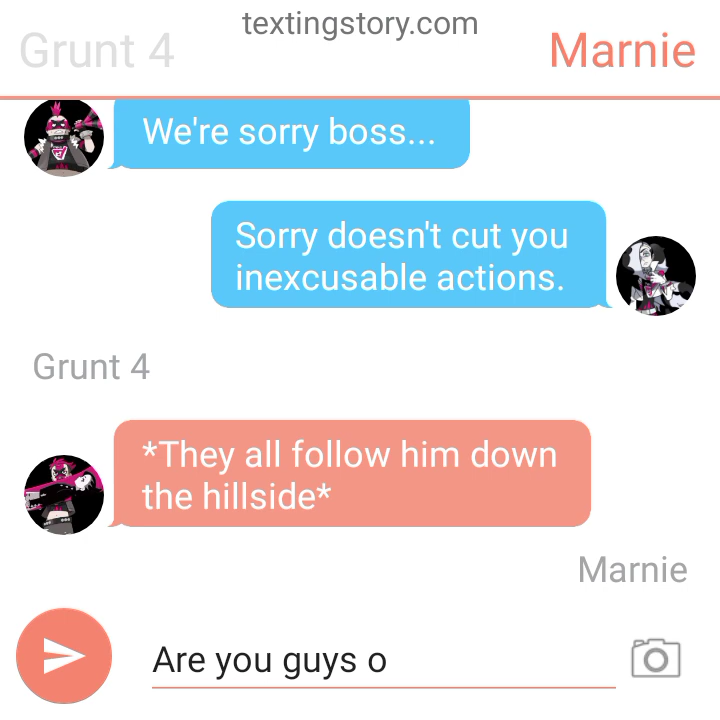 textingstory.com
Grunt 4
Marnie
We're sorry boss...
Sorry doesn't cut you
inexcusable actions.
Grunt 4
*They all follow him down
the hillside*
Marnie
Are you guys o